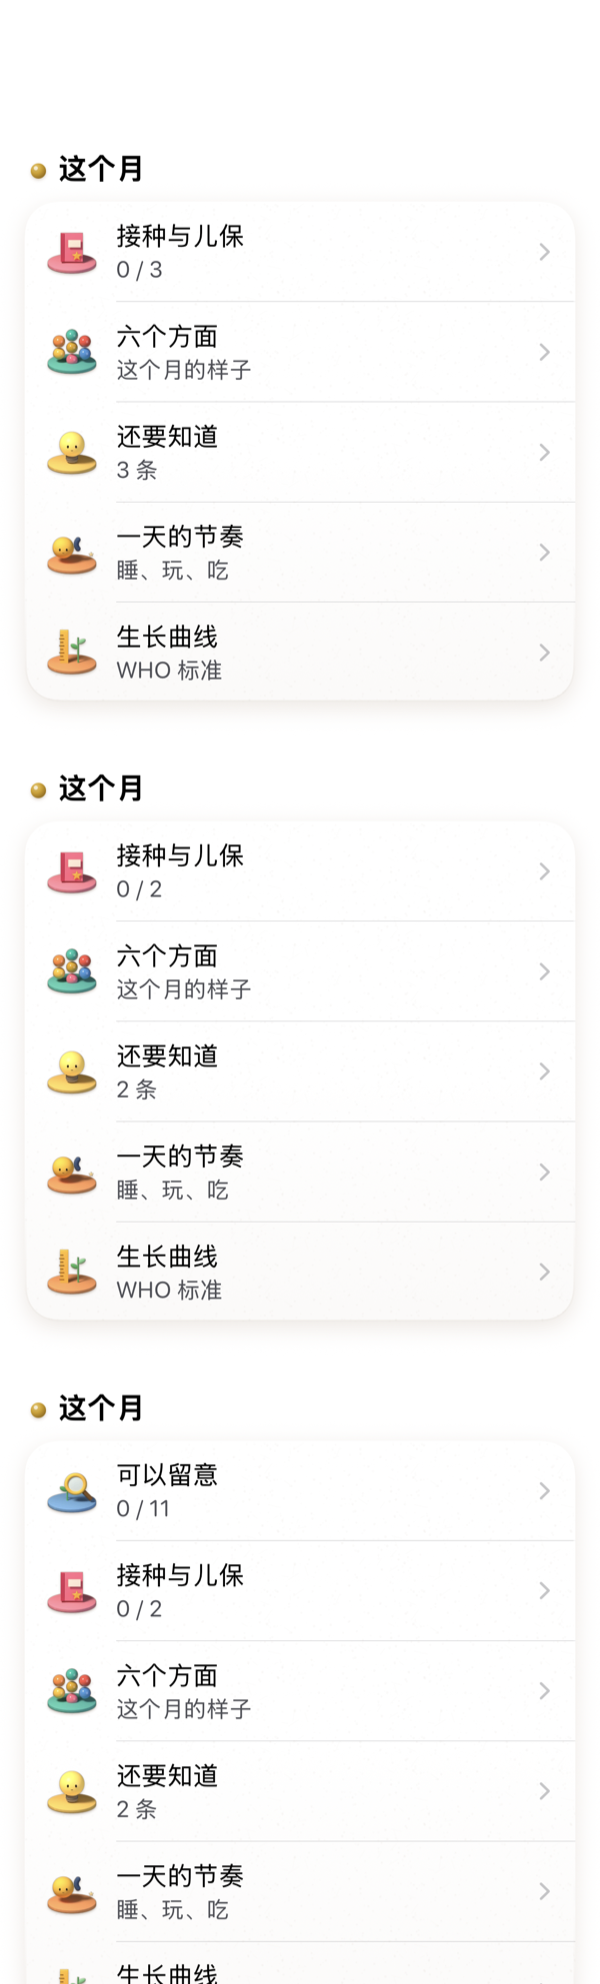 这个月
接种与儿保
0 / 3
六个方面
这个月的样子
还要知道
3 条
一天的节奏
睡、玩、吃
生长曲线
WHO 标准
这个月
接种与儿保
0 / 2
六个方面
这个月的样子
还要知道
2 条
一天的节奏
睡、玩、吃
生长曲线
WHO 标准
这个月
可以留意
0 / 11
接种与儿保
0 / 2
六个方面
这个月的样子
还要知道
2 条
一天的节奏
睡、玩、吃
生长曲线